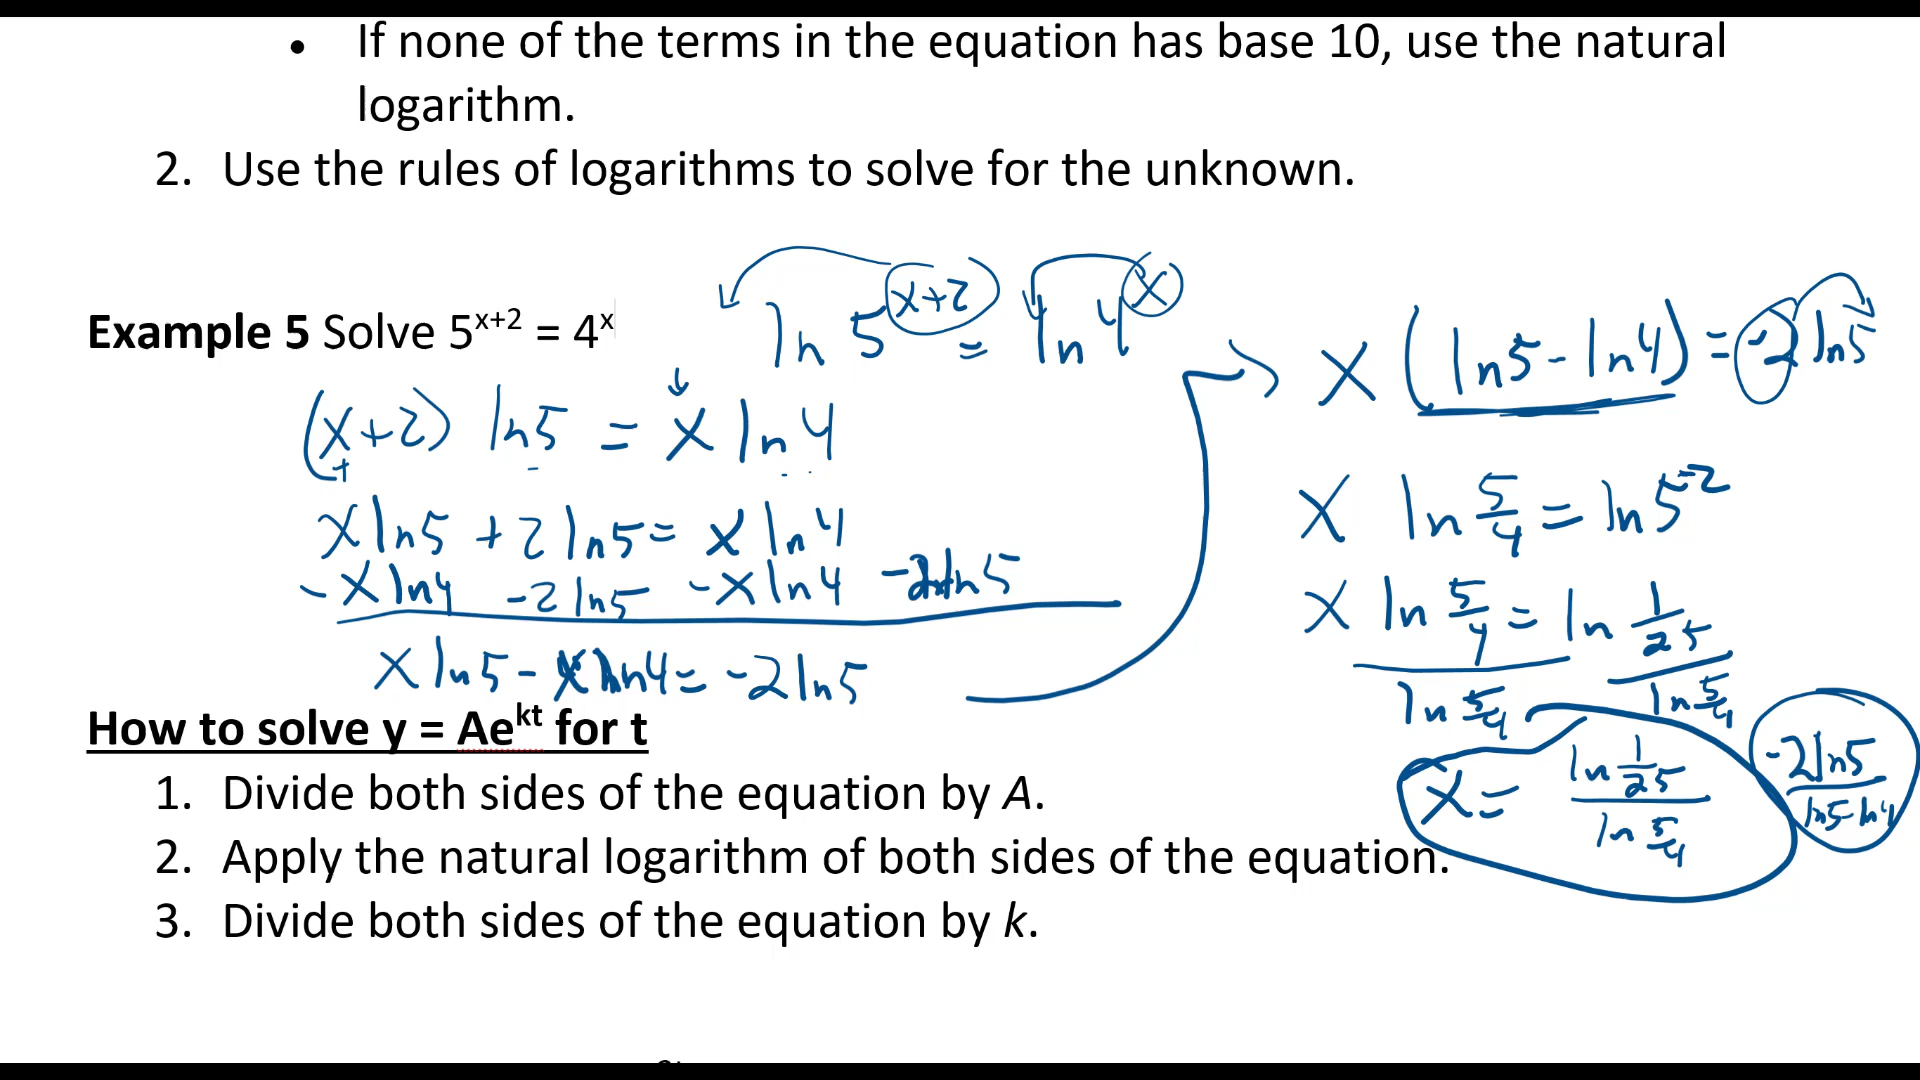 • If none of the terms in the equation has base 10, use the natural
logarithm.
2. Use the rules of logarithms to solve for the unknown.
Example 5 Solve 5^{x+2} = 4^x
ln 5^{x+2} = ln 4^x
(x+2) ln5 = x ln 4
x ln5 + 2 ln5 = x ln 4
-x ln4 -2 ln5 -x ln4 -2 ln5
x ln5 - x ln4 = -2 ln5
x (ln5 - ln4) = -2 ln5
x ln 5/4 = ln 5^{-2}
x ln 5/4 = ln 1/25
ln 5/4 ln 5/4
x = (ln 1/25)/(ln 5/4)
(-2 ln5)/(ln5-ln4)
How to solve y = Ae^{kt} for t
1. Divide both sides of the equation by A.
2. Apply the natural logarithm of both sides of the equation.
3. Divide both sides of the equation by k.